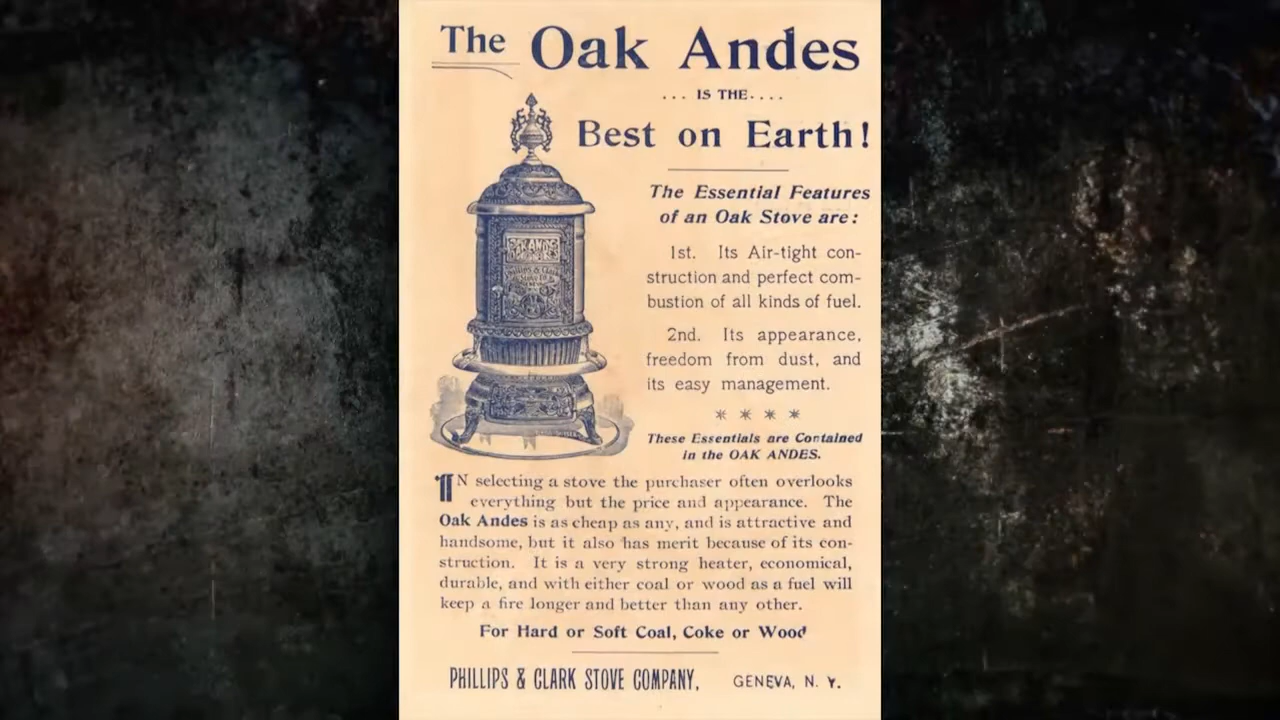 The Oak Andes
... IS THE....
Best on Earth!
The Essential Features
of an Oak Stove are:
1st. Its Air-tight con-
struction and perfect com-
bustion of all kinds of fuel.
2nd. Its appearance,
freedom from dust, and
its easy management.
* * * *
These Essentials are Contained
in the OAK ANDES.
IN selecting a stove the purchaser often overlooks
everything but the price and appearance. The
Oak Andes is as cheap as any, and is attractive and
handsome, but it also has merit because of its con-
struction. It is a very strong heater, economical,
durable, and with either coal or wood as a fuel will
keep a fire longer and better than any other.
For Hard or Soft Coal, Coke or Wood
PHILLIPS & CLARK STOVE COMPANY, GENEVA, N. Y.